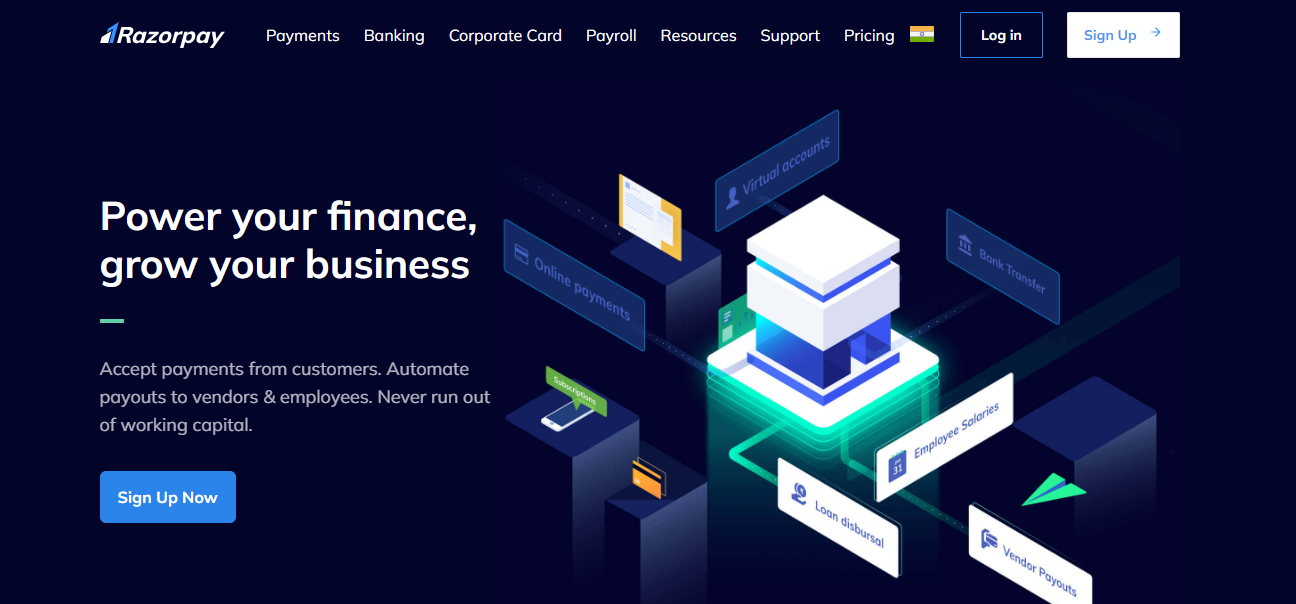 Razorpay
Payments
Banking
Corporate Card
Payroll
Resources
Support
Pricing
Log in
Sign Up
Power your finance,
grow your business
Accept payments from customers. Automate
payouts to vendors & employees. Never run out
of working capital.
Sign Up Now
Virtual accounts
Online payments
Bank Transfer
Subscriptions
Employee Salaries
31
Loan disbursal
Vendor Payouts